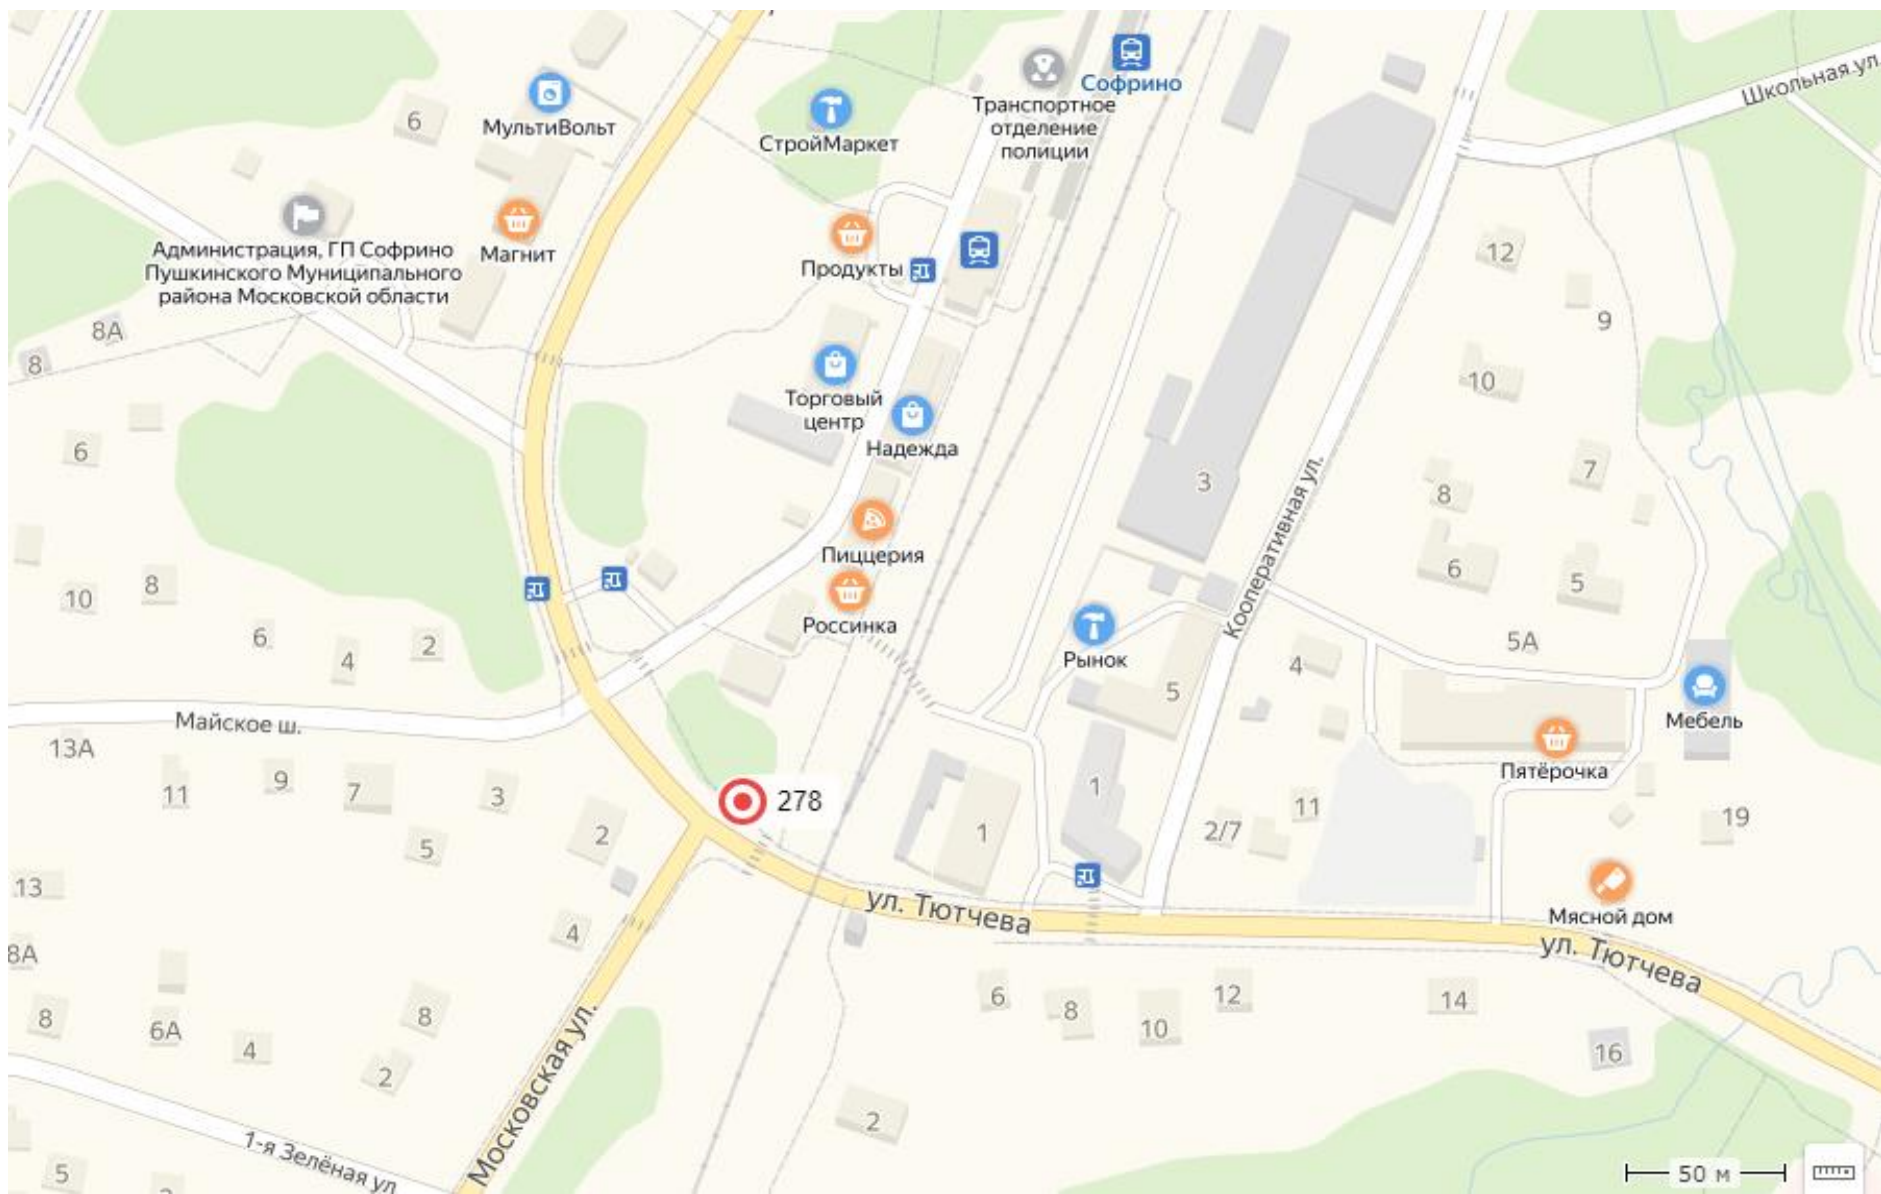 Софрино
Транспортное
отделение
полиции
Школьная ул.
6
МультиВольт
СтройМаркет
Магнит
Администрация, ГП Софрино
Пушкинского Муниципального
района Московской области
Продукты
12
9
8А
8
Торговый
центр
Надежда
10
6
3
7
8
Кооперативная ул.
Пиццерия
6
5
10
8
Россинка
6
4
2
Рынок
4
5А
5
Мебель
Майское ш.
13А
Пятёрочка
11
9
7
3
278
1
1
2/7
11
19
5
2
13
ул. Тютчева
Мясной дом
4
ул. Тютчева
8А
6
8
10
12
14
8
6А
4
8
2
16
Московская ул.
2
1-я Зелёная ул
5
50 м